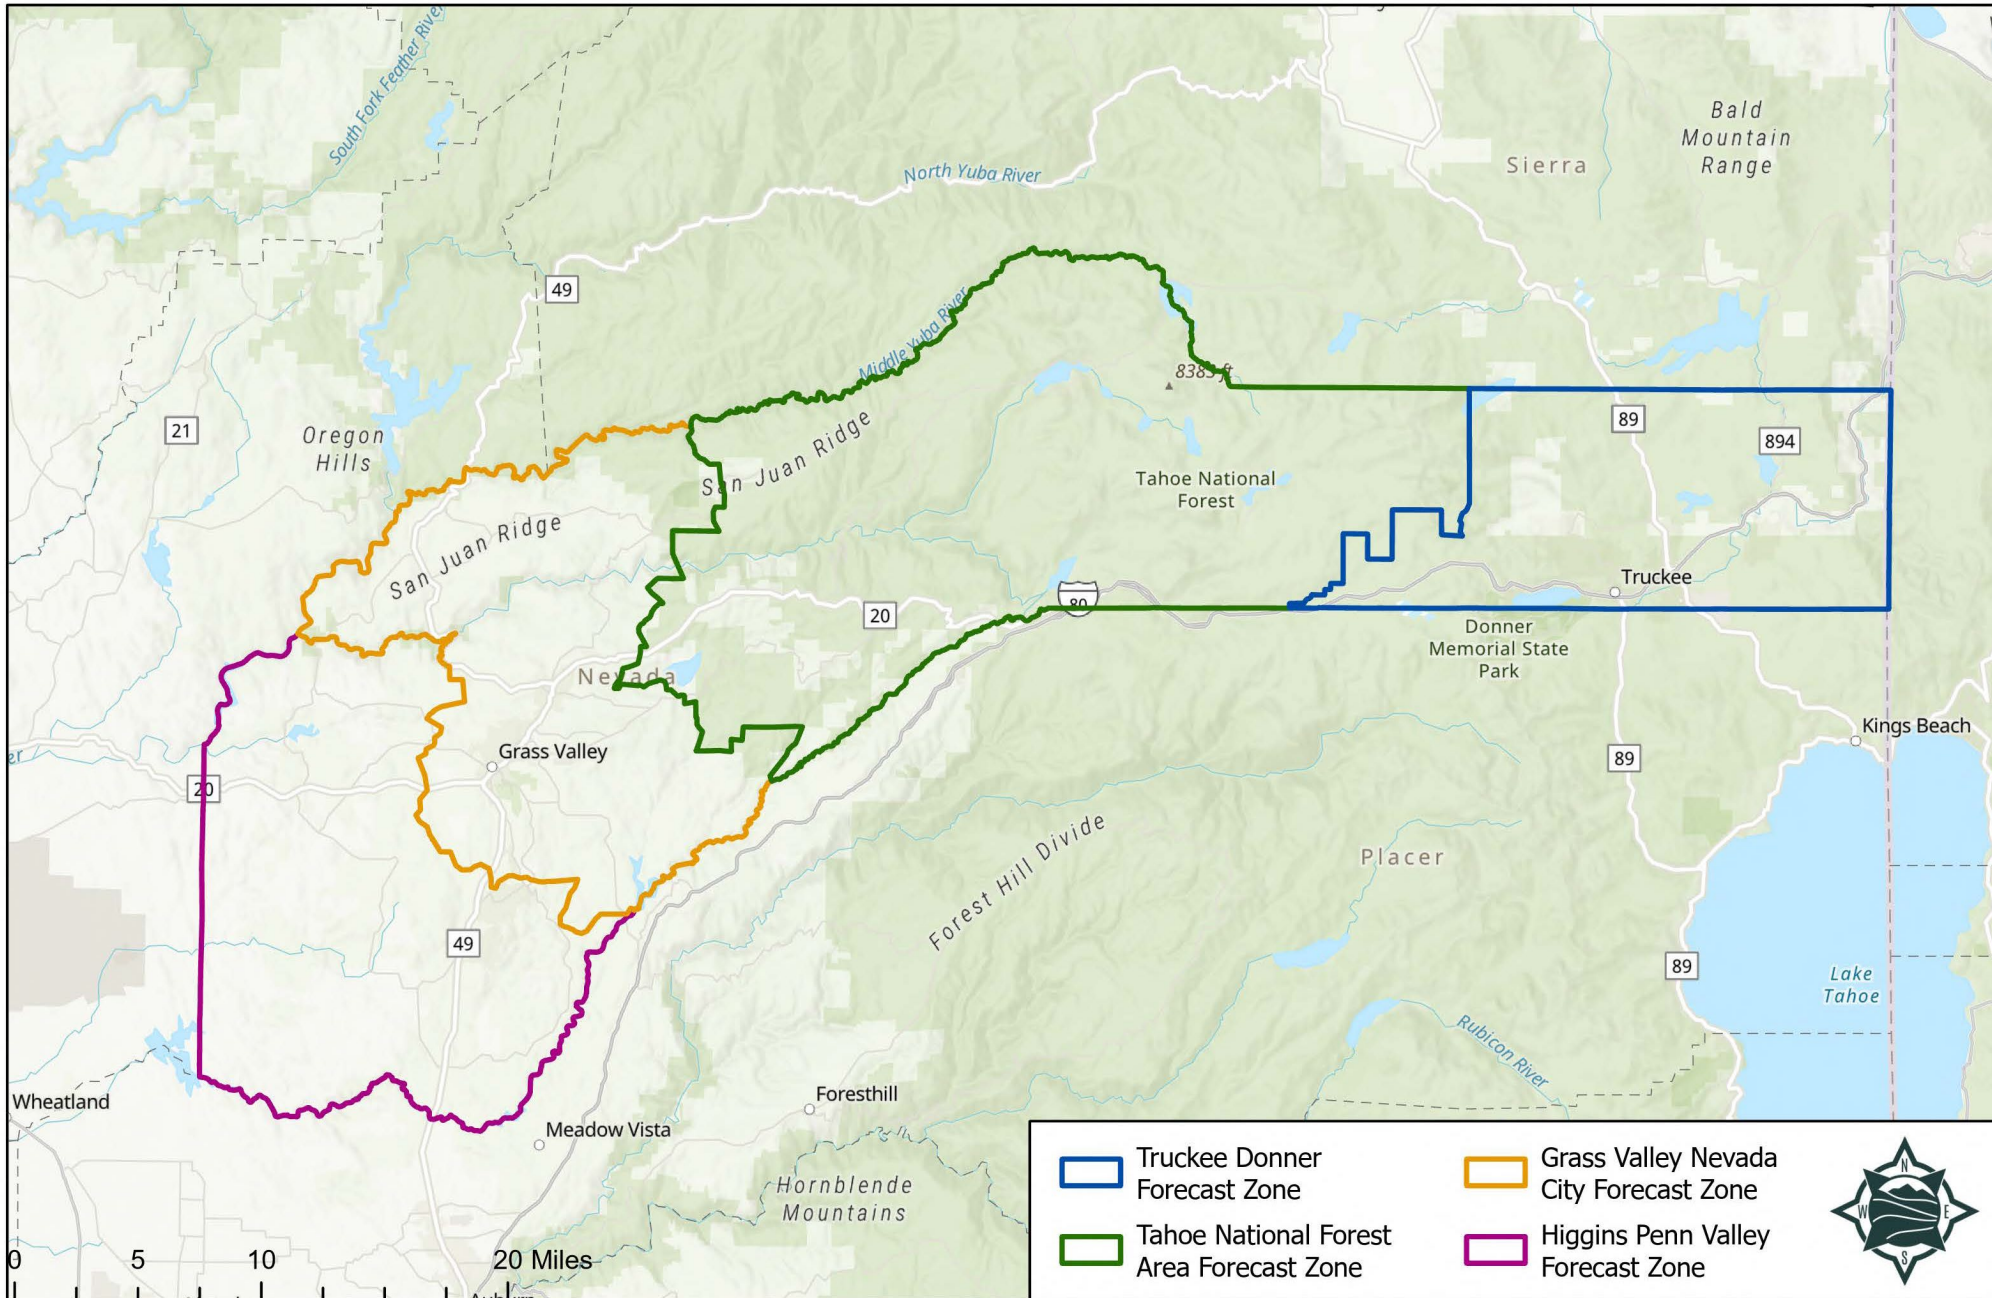 South Fork Feather River
Bald
Mountain
Range
Sierra
North Yuba River
49
Middle Yuba River
8383 ft
21
Oregon
Hills
89
894
San Juan Ridge
Tahoe National
Forest
San Juan Ridge
Truckee
80
20
Donner
Memorial State
Park
Nevada
Kings Beach
Grass Valley
89
er
20
Forest Hill Divide
Placer
49
89
Lake
Tahoe
Rubicon River
Wheatland
Foresthill
Meadow Vista
Hornblende
Mountains
0 5 10 20 Miles
Auburn
Truckee Donner
Forecast Zone
Grass Valley Nevada
City Forecast Zone
Tahoe National Forest
Area Forecast Zone
Higgins Penn Valley
Forecast Zone
N
W E
S